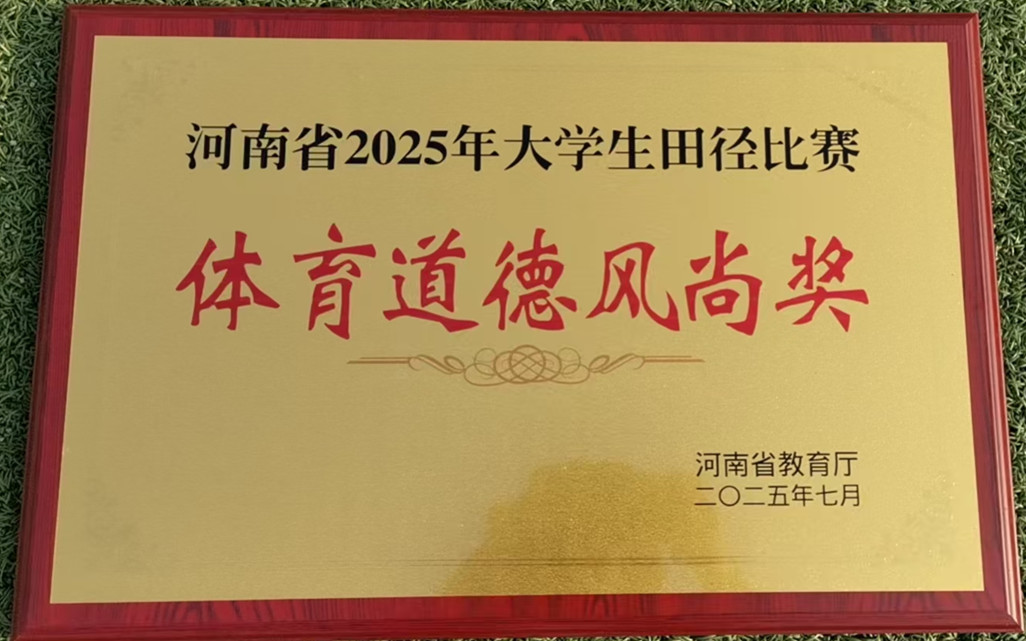 河南省2025年大学生田径比赛
体育道德风尚奖
河南省教育厅
二〇二五年七月